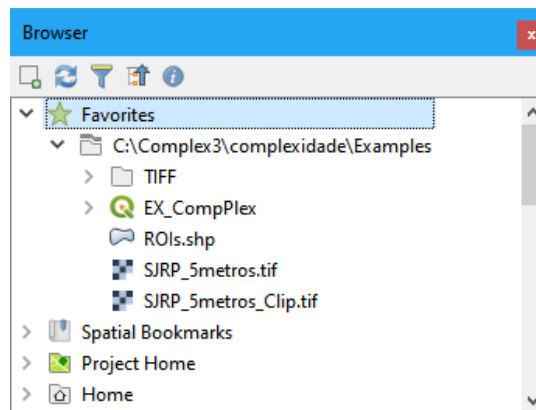 Browser
x
Favorites
C:\Complex3\complexidade\Examples
TIFF
EX_CompPlex
ROIs.shp
SJRP_5metros.tif
SJRP_5metros_Clip.tif
Spatial Bookmarks
Project Home
Home